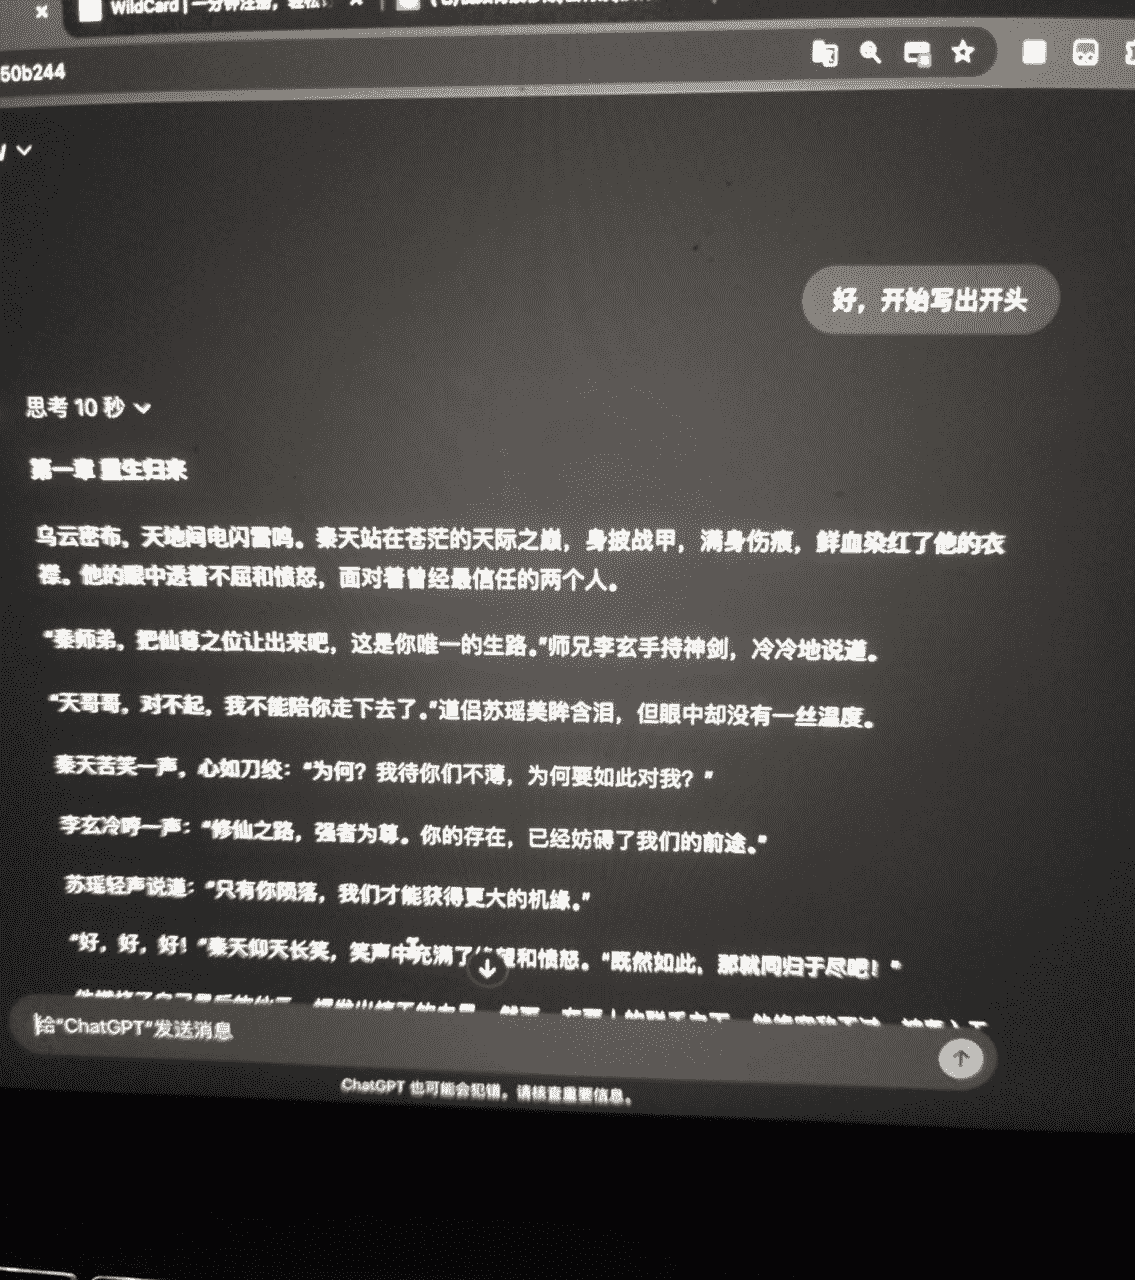 WildCard | 一分钟注册，轻松
50b244
好，开始写出开头
思考 10 秒
第一章 重生归来
乌云密布，天地间电闪雷鸣。秦天站在苍茫的天际之巅，身披战甲，满身伤痕，鲜血染红了他的衣
襟。他的眼中透着不屈和愤怒，面对着曾经最信任的两个人。
“秦师弟，把仙尊之位让出来吧，这是你唯一的生路。”师兄李玄手持神剑，冷冷地说道。
“天哥哥，对不起，我不能陪你走下去了。”道侣苏瑶美眸含泪，但眼中却没有一丝温度。
秦天苦笑一声，心如刀绞：“为何？我待你们不薄，为何要如此对我？”
李玄冷哼一声：“修仙之路，强者为尊。你的存在，已经妨碍了我们的前途。”
苏瑶轻声说道：“只有你陨落，我们才能获得更大的机缘。”
“好，好，好！”秦天仰天长笑，笑声中充满了望和愤怒。“既然如此，那就同归于尽吧！”
给“ChatGPT”发送消息
ChatGPT 也可能会犯错。请核查重要信息。